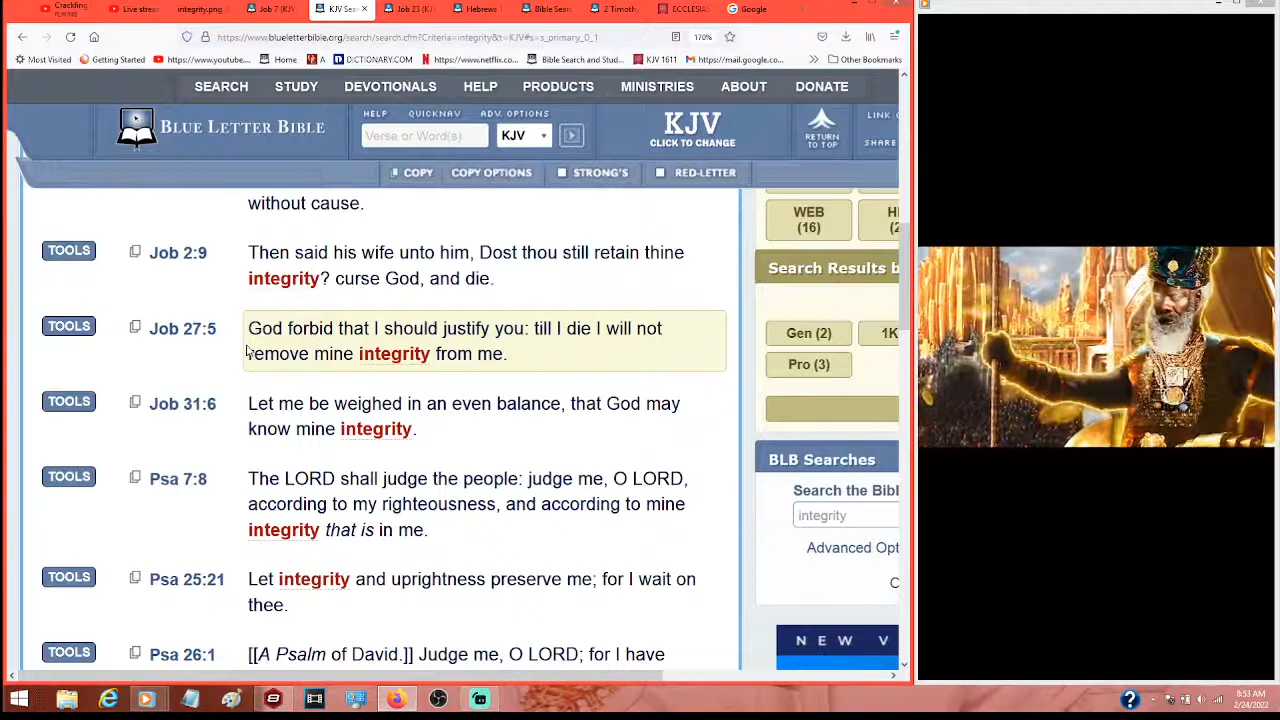 Crackling
PLAYING
Live stream
integrity.png
Job 7 (KJV
KJV Sea
Job 23 (KJ
Hebrews 1
Bible Sear
2 Timothy
ECCLESIAS
Google
https://www.blueletterbible.org/search/search.cfm?Criteria=integrity&t=KJV#s=s_primary_0_1
170%
Most Visited
Getting Started
https://www.youtube....
Home
A
DICTIONARY.COM
https://www.netflix.co...
Bible Search and Stud...
KJV 1611
https://mail.google.co...
Other Bookmarks
SEARCH STUDY DEVOTIONALS HELP PRODUCTS MINISTRIES ABOUT DONATE
BLUE LETTER BIBLE
HELP QUICKNAV ADV. OPTIONS
Verse or Word(s)
KJV
KJV
CLICK TO CHANGE
RETURN
TO TOP
LINK
SHARE
COPY COPY OPTIONS STRONG'S RED-LETTER
without cause.
TOOLS Job 2:9 Then said his wife unto him, Dost thou still retain thine
integrity? curse God, and die.
TOOLS Job 27:5 God forbid that I should justify you: till I die I will not
remove mine integrity from me.
TOOLS Job 31:6 Let me be weighed in an even balance, that God may
know mine integrity.
TOOLS Psa 7:8 The LORD shall judge the people: judge me, O LORD,
according to my righteousness, and according to mine
integrity that is in me.
TOOLS Psa 25:21 Let integrity and uprightness preserve me; for I wait on
thee.
TOOLS Psa 26:1 [[A Psalm of David.]] Judge me, O LORD; for I have
WEB
(16)
Search Results b
Gen (2)
1K
Pro (3)
BLB Searches
Search the Bibl
integrity
Advanced Opt
N E W V
8:53 AM
2/24/2022